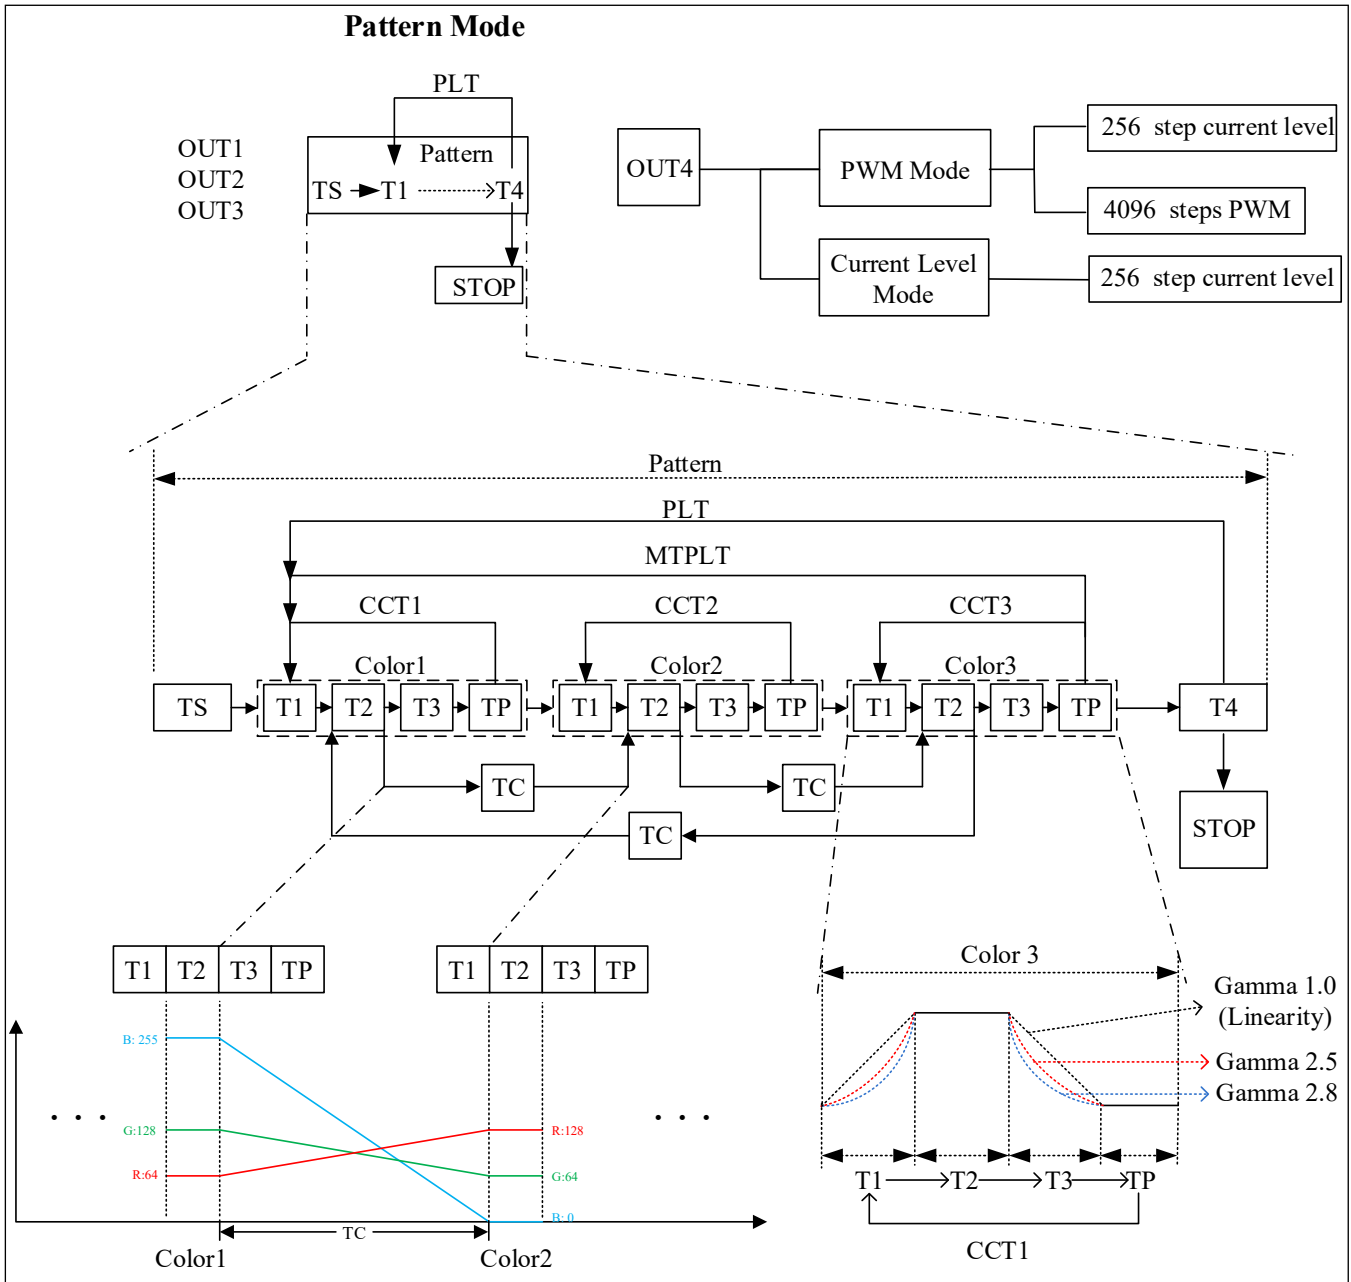 Pattern Mode
PLT
OUT1
OUT2
OUT3
Pattern
TS T1 T4
STOP
OUT4
PWM Mode
256 step current level
4096 steps PWM
Current Level
Mode
256 step current level
Pattern
PLT
MTPLT
CCT1 CCT2 CCT3
Color1 Color2 Color3
TS T1 T2 T3 TP T1 T2 T3 TP T1 T2 T3 TP T4
TC TC
TC
STOP
T1 T2 T3 TP
T1 T2 T3 TP
B: 255
G:128
R:64
R:128
G:64
B: 0
. . .
. . .
TC
Color1
Color2
Color 3
Gamma 1.0
(Linearity)
Gamma 2.5
Gamma 2.8
T1 T2 T3 TP
CCT1